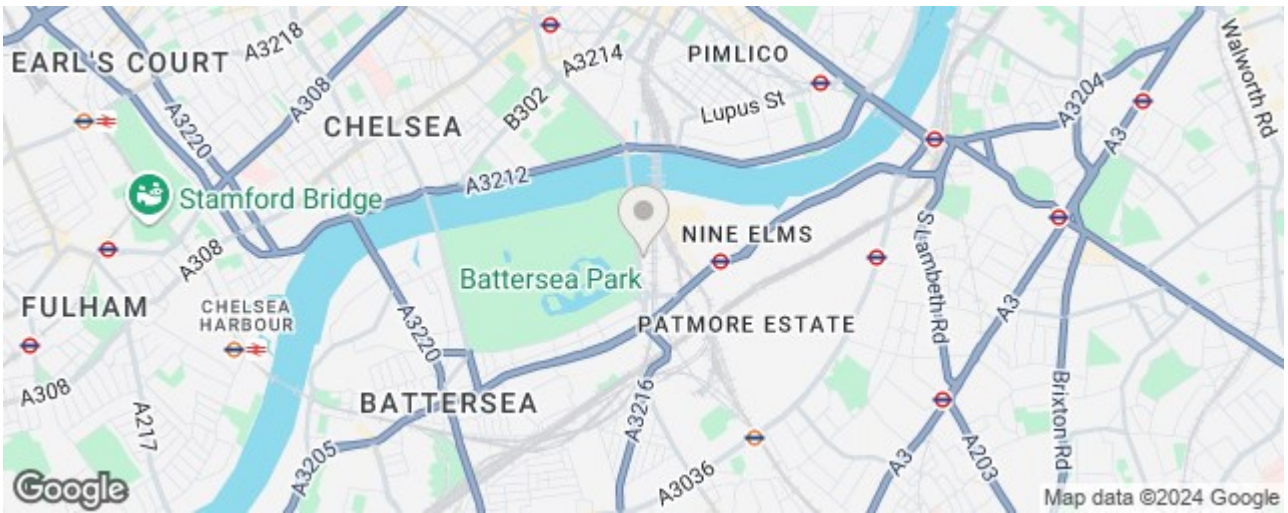 EARL'S COURT
A3218
A3220
A308
CHELSEA
B302
A3214
PIMLICO
Lupus St
A3204
A3
Walworth Rd
Stamford Bridge
A3212
A308
NINE ELMS
S Lambeth Rd
Battersea Park
FULHAM
CHELSEA
HARBOUR
A3220
PATMORE ESTATE
A3
A308
A217
BATTERSEA
A3216
Brixton Rd
A3205
A3036
A3
A203
Google
Map data ©2024 Google